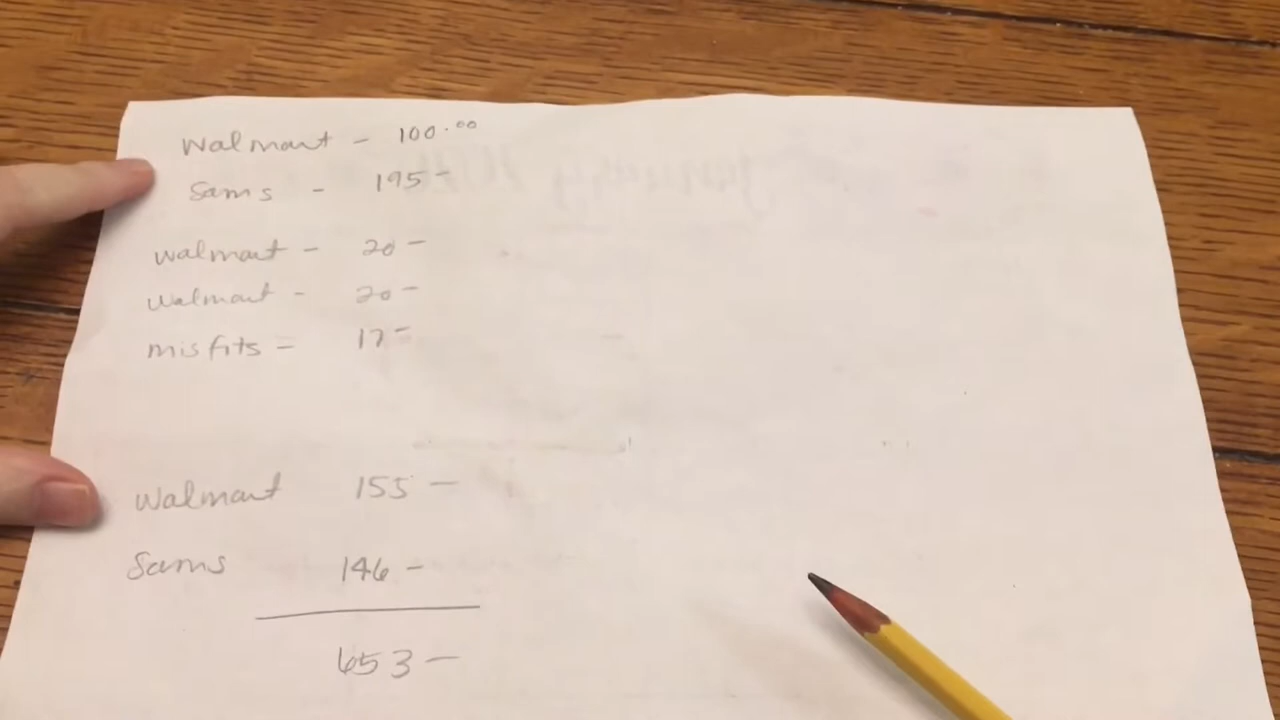 Walmart - 100.00
Sams - 195-
Walmart - 20-
Walmart - 20-
misfits - 17-
Walmart 155-
Sams 146-
653-